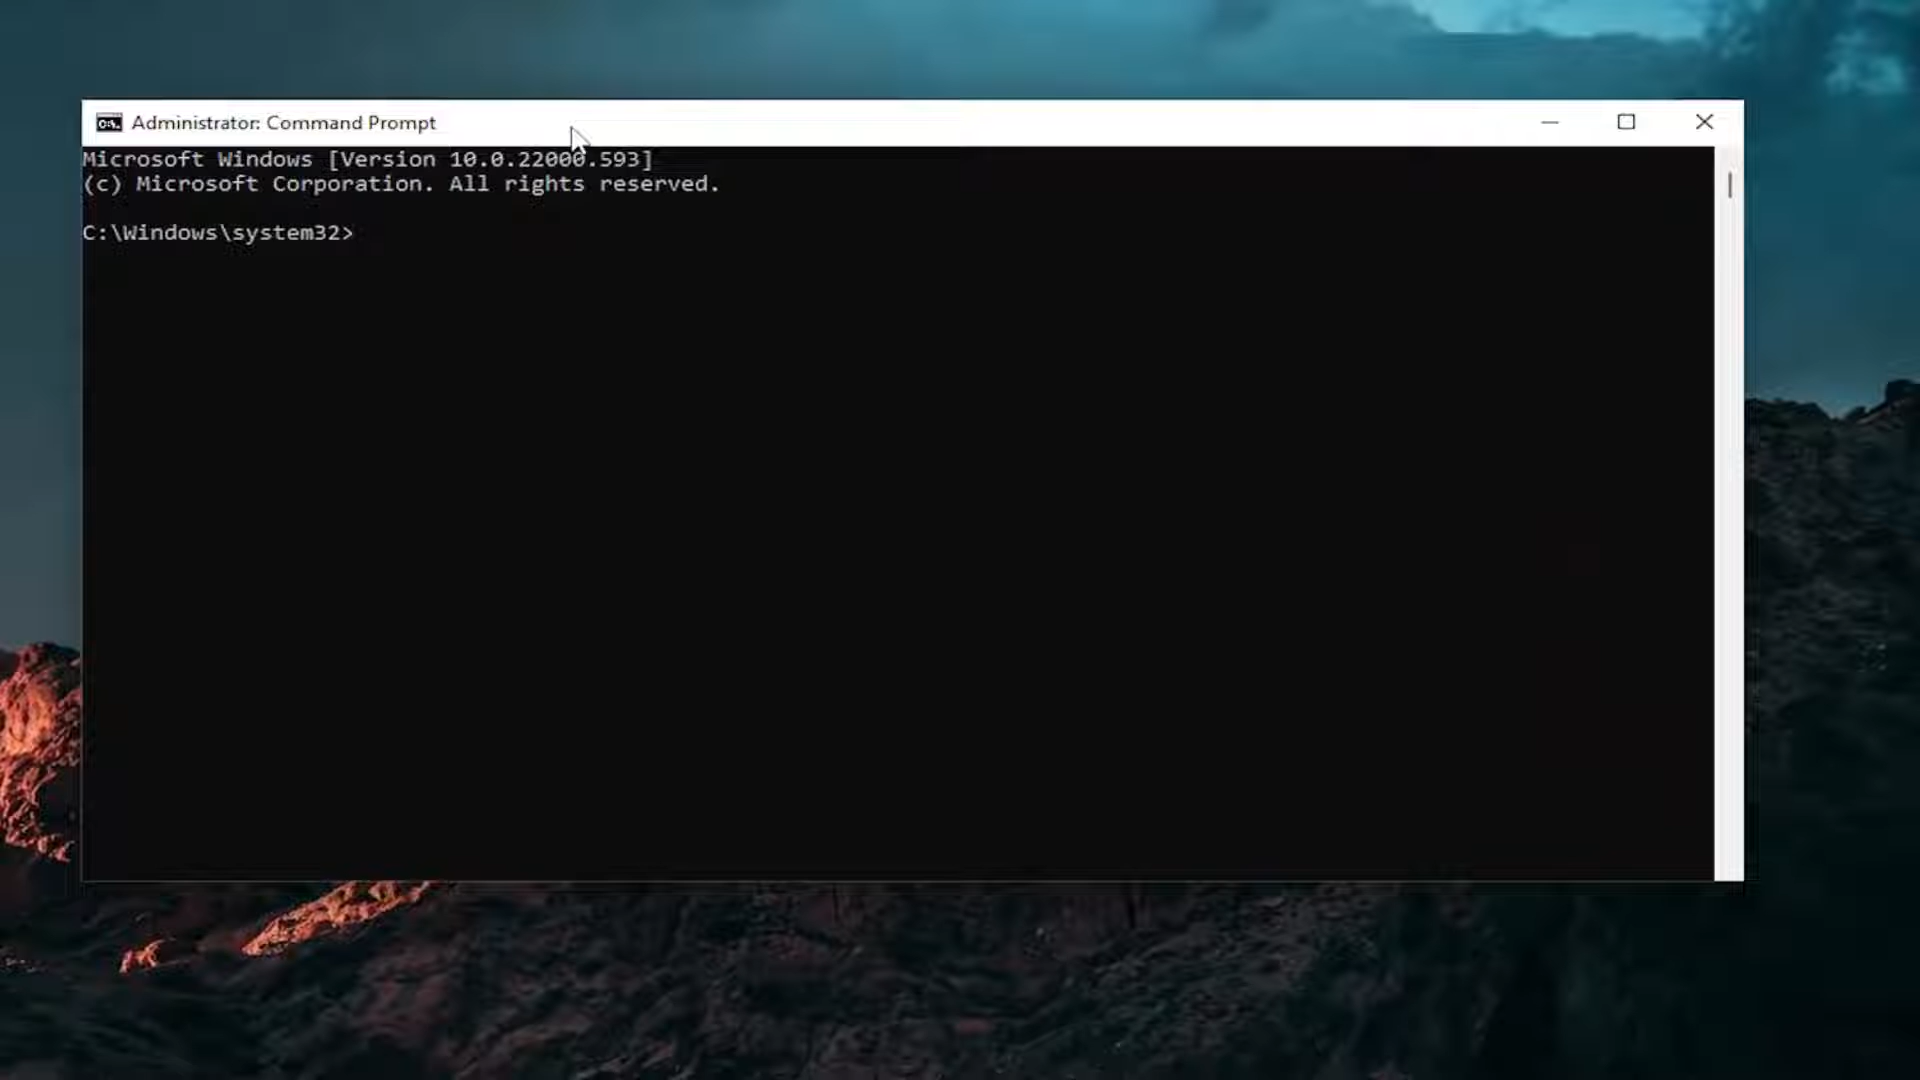 Administrator: Command Prompt
Microsoft Windows [Version 10.0.22000.593]
(c) Microsoft Corporation. All rights reserved.
C:\Windows\system32>